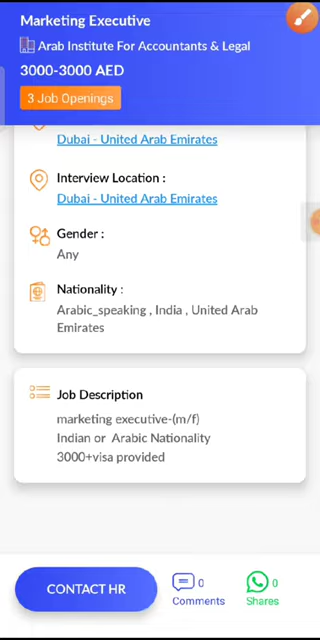 Marketing Executive
Arab Institute For Accountants & Legal
3000-3000 AED
3 Job Openings
Dubai - United Arab Emirates
Interview Location :
Dubai - United Arab Emirates
Gender :
Any
Nationality :
Arabic_speaking , India , United Arab
Emirates
Job Description
marketing executive-(m/f)
Indian or Arabic Nationality
3000+visa provided
CONTACT HR
0
Comments
0
Shares